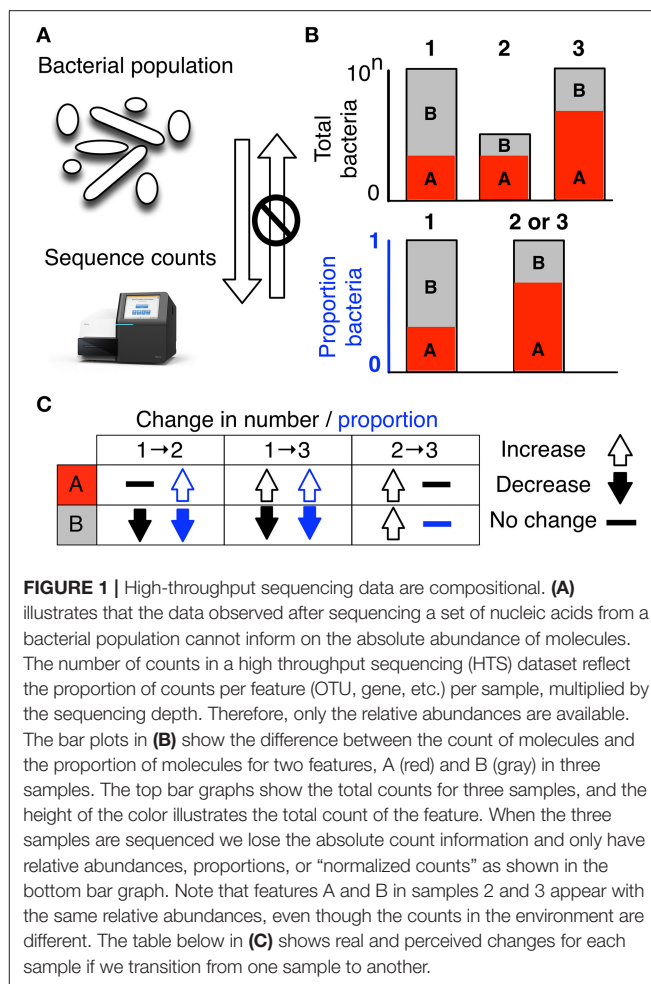 A
Bacterial population
Sequence counts
B
1 2 3
10n
Total
bacteria
0
B
A
B
A
B
A
1 2 or 3
1
Proportion
bacteria
0
B
A
B
A
C
Change in number / proportion
1→2 1→3 2→3
A
B
Increase
Decrease
No change
FIGURE 1 | High-throughput sequencing data are compositional. (A)
illustrates that the data observed after sequencing a set of nucleic acids from a
bacterial population cannot inform on the absolute abundance of molecules.
The number of counts in a high throughput sequencing (HTS) dataset reflect
the proportion of counts per feature (OTU, gene, etc.) per sample, multiplied by
the sequencing depth. Therefore, only the relative abundances are available.
The bar plots in (B) show the difference between the count of molecules and
the proportion of molecules for two features, A (red) and B (gray) in three
samples. The top bar graphs show the total counts for three samples, and the
height of the color illustrates the total count of the feature. When the three
samples are sequenced we lose the absolute count information and only have
relative abundances, proportions, or “normalized counts” as shown in the
bottom bar graph. Note that features A and B in samples 2 and 3 appear with
the same relative abundances, even though the counts in the environment are
different. The table below in (C) shows real and perceived changes for each
sample if we transition from one sample to another.